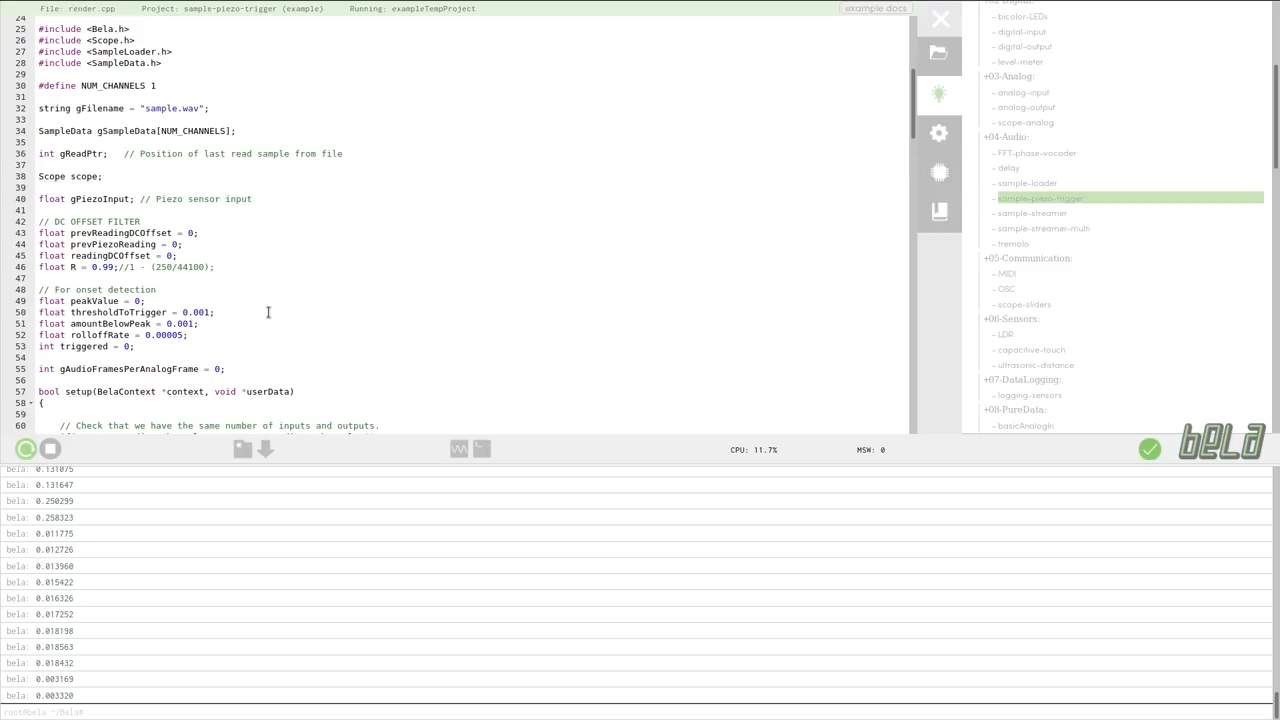 File: render.cpp
Project: sample-piezo-trigger (example)
Running: exampleTempProject
example docs
24
25 #include <Bela.h>
26 #include <Scope.h>
27 #include <SampleLoader.h>
28 #include <SampleData.h>
29
30 #define NUM_CHANNELS 1
31
32 string gFilename = "sample.wav";
33
34 SampleData gSampleData[NUM_CHANNELS];
35
36 int gReadPtr;   // Position of last read sample from file
37
38 Scope scope;
39
40 float gPiezoInput; // Piezo sensor input
41
42 // DC OFFSET FILTER
43 float prevReadingDCOffset = 0;
44 float prevPiezoReading = 0;
45 float readingDCOffset = 0;
46 float R = 0.99;//1 - (250/44100);
47
48 // For onset detection
49 float peakValue = 0;
50 float thresholdToTrigger = 0.001;
51 float amountBelowPeak = 0.001;
52 float rolloffRate = 0.00005;
53 int triggered = 0;
54
55 int gAudioFramesPerAnalogFrame = 0;
56
57 bool setup(BelaContext *context, void *userData)
58 {
59
60 // Check that we have the same number of inputs and outputs.
– bicolor-LEDs
– digital-input
– digital-output
– level-meter
+03-Analog:
– analog-input
– analog-output
– scope-analog
+04-Audio:
– FFT-phase-vocoder
– delay
– sample-loader
– sample-piezo-trigger
– sample-streamer
– sample-streamer-multi
– tremolo
+05-Communication:
– MIDI
– OSC
– scope-sliders
+06-Sensors:
– LDR
– capacitive-touch
– ultrasonic-distance
+07-DataLogging:
– logging-sensors
+08-PureData:
– basicAnalogIn
CPU: 11.7%
MSW: 0
bela
bela: 0.131075
bela: 0.131647
bela: 0.250299
bela: 0.258323
bela: 0.011775
bela: 0.012726
bela: 0.013960
bela: 0.015422
bela: 0.016326
bela: 0.017252
bela: 0.018198
bela: 0.018563
bela: 0.018432
bela: 0.003169
bela: 0.003320
root@bela ~/Bela#